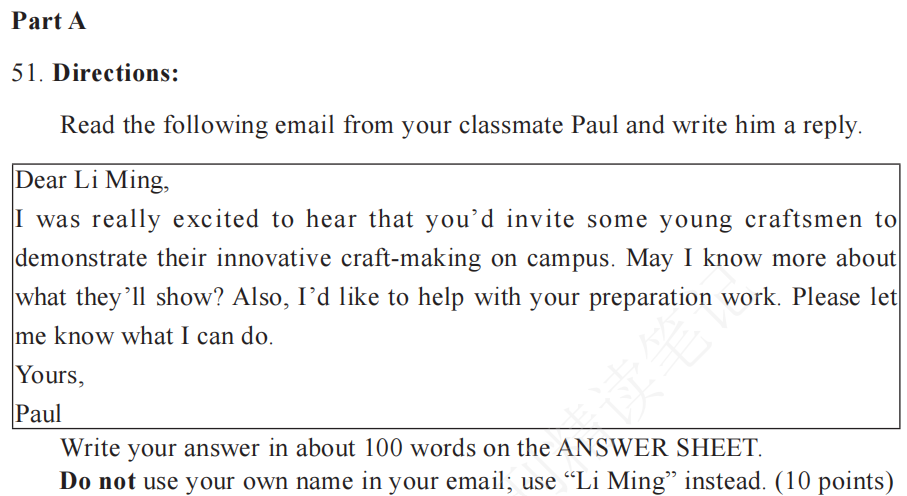 Part A
51. Directions:
Read the following email from your classmate Paul and write him a reply.
Dear Li Ming,
I was really excited to hear that you’d invite some young craftsmen to
demonstrate their innovative craft-making on campus. May I know more about
what they’ll show? Also, I’d like to help with your preparation work. Please let
me know what I can do.
Yours,
Paul
Write your answer in about 100 words on the ANSWER SHEET.
Do not use your own name in your email; use “Li Ming” instead. (10 points)
精读笔记